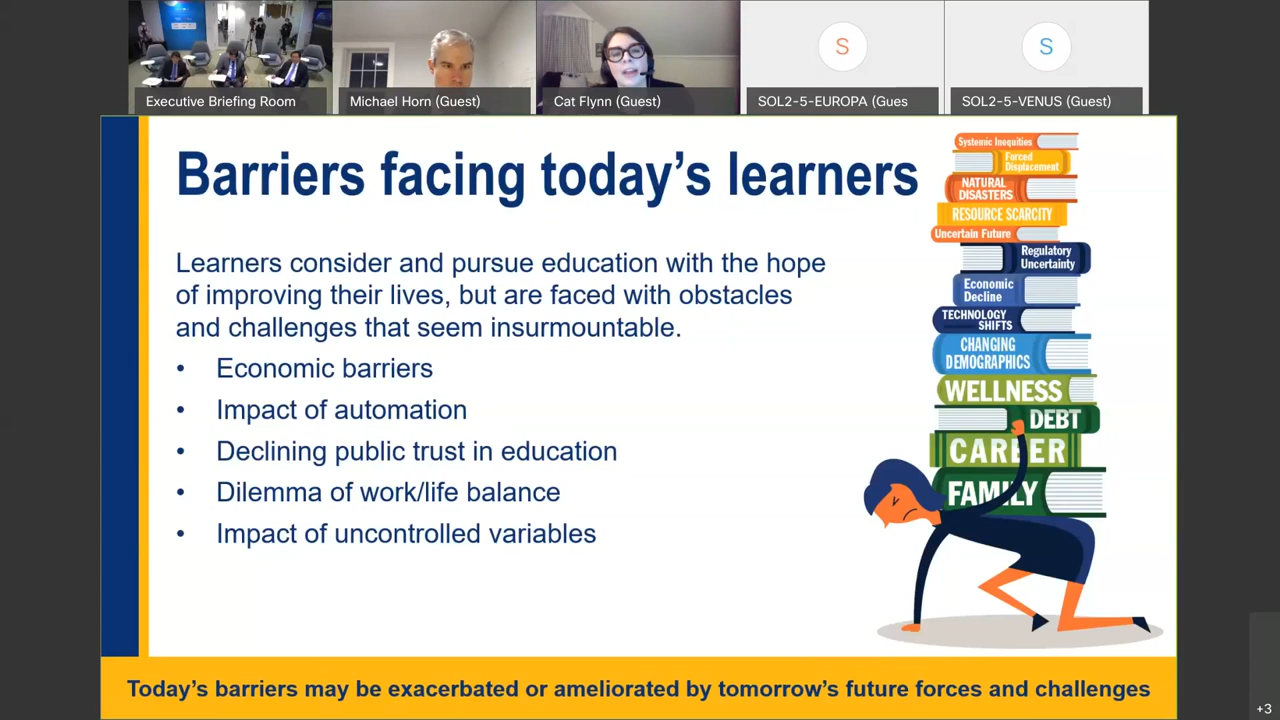 Executive Briefing Room
Michael Horn (Guest)
Cat Flynn (Guest)
S
SOL2-5-EUROPA (Gues
S
SOL2-5-VENUS (Guest)
Barriers facing today's learners
Learners consider and pursue education with the hope
of improving their lives, but are faced with obstacles
and challenges that seem insurmountable.
• Economic barriers
• Impact of automation
• Declining public trust in education
• Dilemma of work/life balance
• Impact of uncontrolled variables
Systemic Inequities
Forced
Displacement
NATURAL
DISASTERS
RESOURCE SCARCITY
Uncertain Future
Regulatory
Uncertainty
Economic
Decline
TECHNOLOGY
SHIFTS
CHANGING
DEMOGRAPHICS
WELLNESS
DEBT
CAREER
FAMILY
Today's barriers may be exacerbated or ameliorated by tomorrow's future forces and challenges
+3